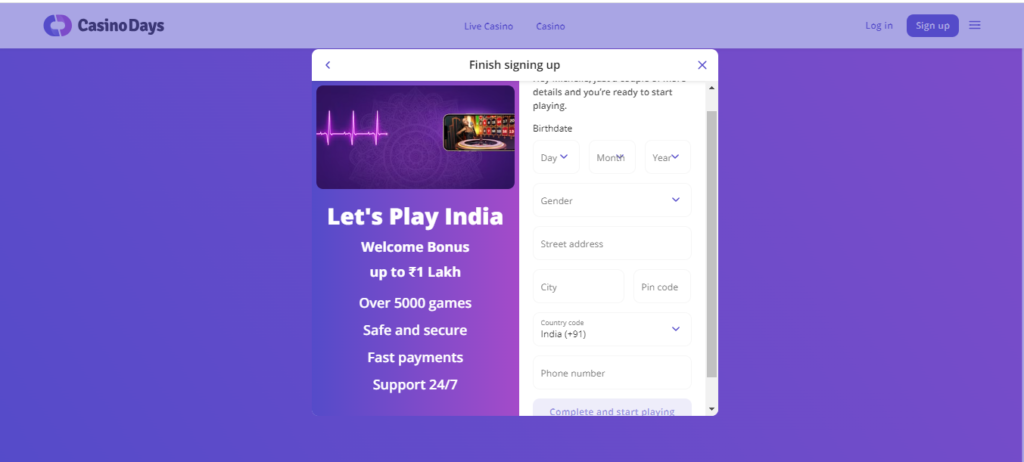 CasinoDays
Live Casino
Casino
Log in
Sign up
Finish signing up
details and you're ready to start
playing.
Birthdate
Day
Month
Year
Gender
Street address
City
Pin code
Country code
India (+91)
Phone number
Complete and start playing
Let's Play India
Welcome Bonus
up to ₹1 Lakh
Over 5000 games
Safe and secure
Fast payments
Support 24/7